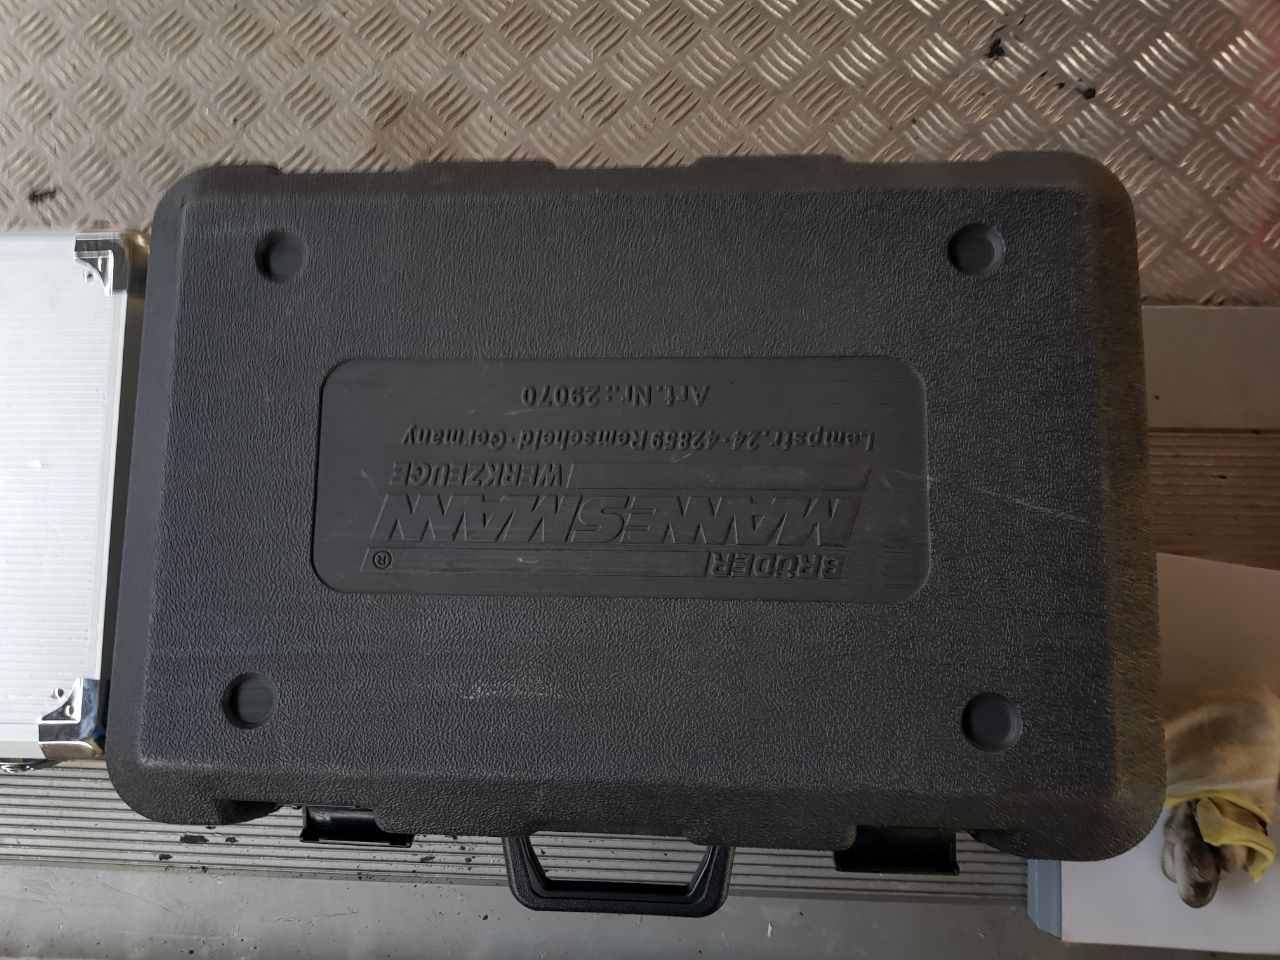 BRÜDER
MANNESMANN ®
WERKZEUGE
Lempstr. 24 · 42859 Remscheid · Germany
Art. Nr.: 29070